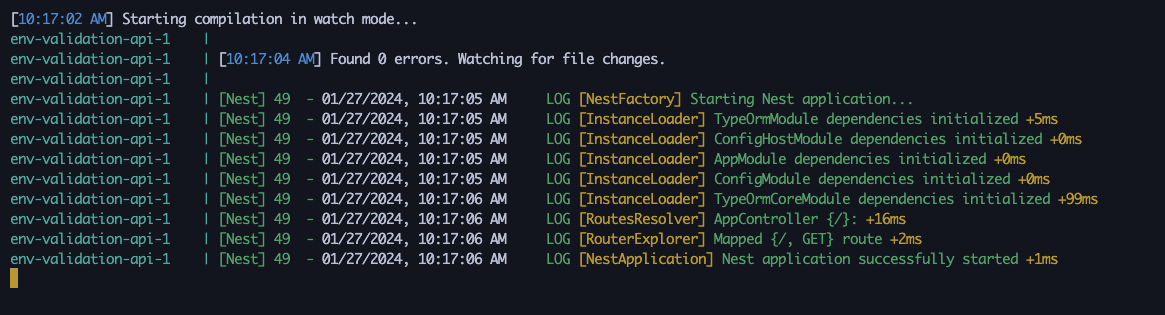 [10:17:02 AM] Starting compilation in watch mode...
env-validation-api-1    |
env-validation-api-1    | [10:17:04 AM] Found 0 errors. Watching for file changes.
env-validation-api-1    |
env-validation-api-1    | [Nest] 49  - 01/27/2024, 10:17:05 AM     LOG [NestFactory] Starting Nest application...
env-validation-api-1    | [Nest] 49  - 01/27/2024, 10:17:05 AM     LOG [InstanceLoader] TypeOrmModule dependencies initialized +5ms
env-validation-api-1    | [Nest] 49  - 01/27/2024, 10:17:05 AM     LOG [InstanceLoader] ConfigHostModule dependencies initialized +0ms
env-validation-api-1    | [Nest] 49  - 01/27/2024, 10:17:05 AM     LOG [InstanceLoader] AppModule dependencies initialized +0ms
env-validation-api-1    | [Nest] 49  - 01/27/2024, 10:17:05 AM     LOG [InstanceLoader] ConfigModule dependencies initialized +0ms
env-validation-api-1    | [Nest] 49  - 01/27/2024, 10:17:06 AM     LOG [InstanceLoader] TypeOrmCoreModule dependencies initialized +99ms
env-validation-api-1    | [Nest] 49  - 01/27/2024, 10:17:06 AM     LOG [RoutesResolver] AppController {/}: +16ms
env-validation-api-1    | [Nest] 49  - 01/27/2024, 10:17:06 AM     LOG [RouterExplorer] Mapped {/, GET} route +2ms
env-validation-api-1    | [Nest] 49  - 01/27/2024, 10:17:06 AM     LOG [NestApplication] Nest application successfully started +1ms